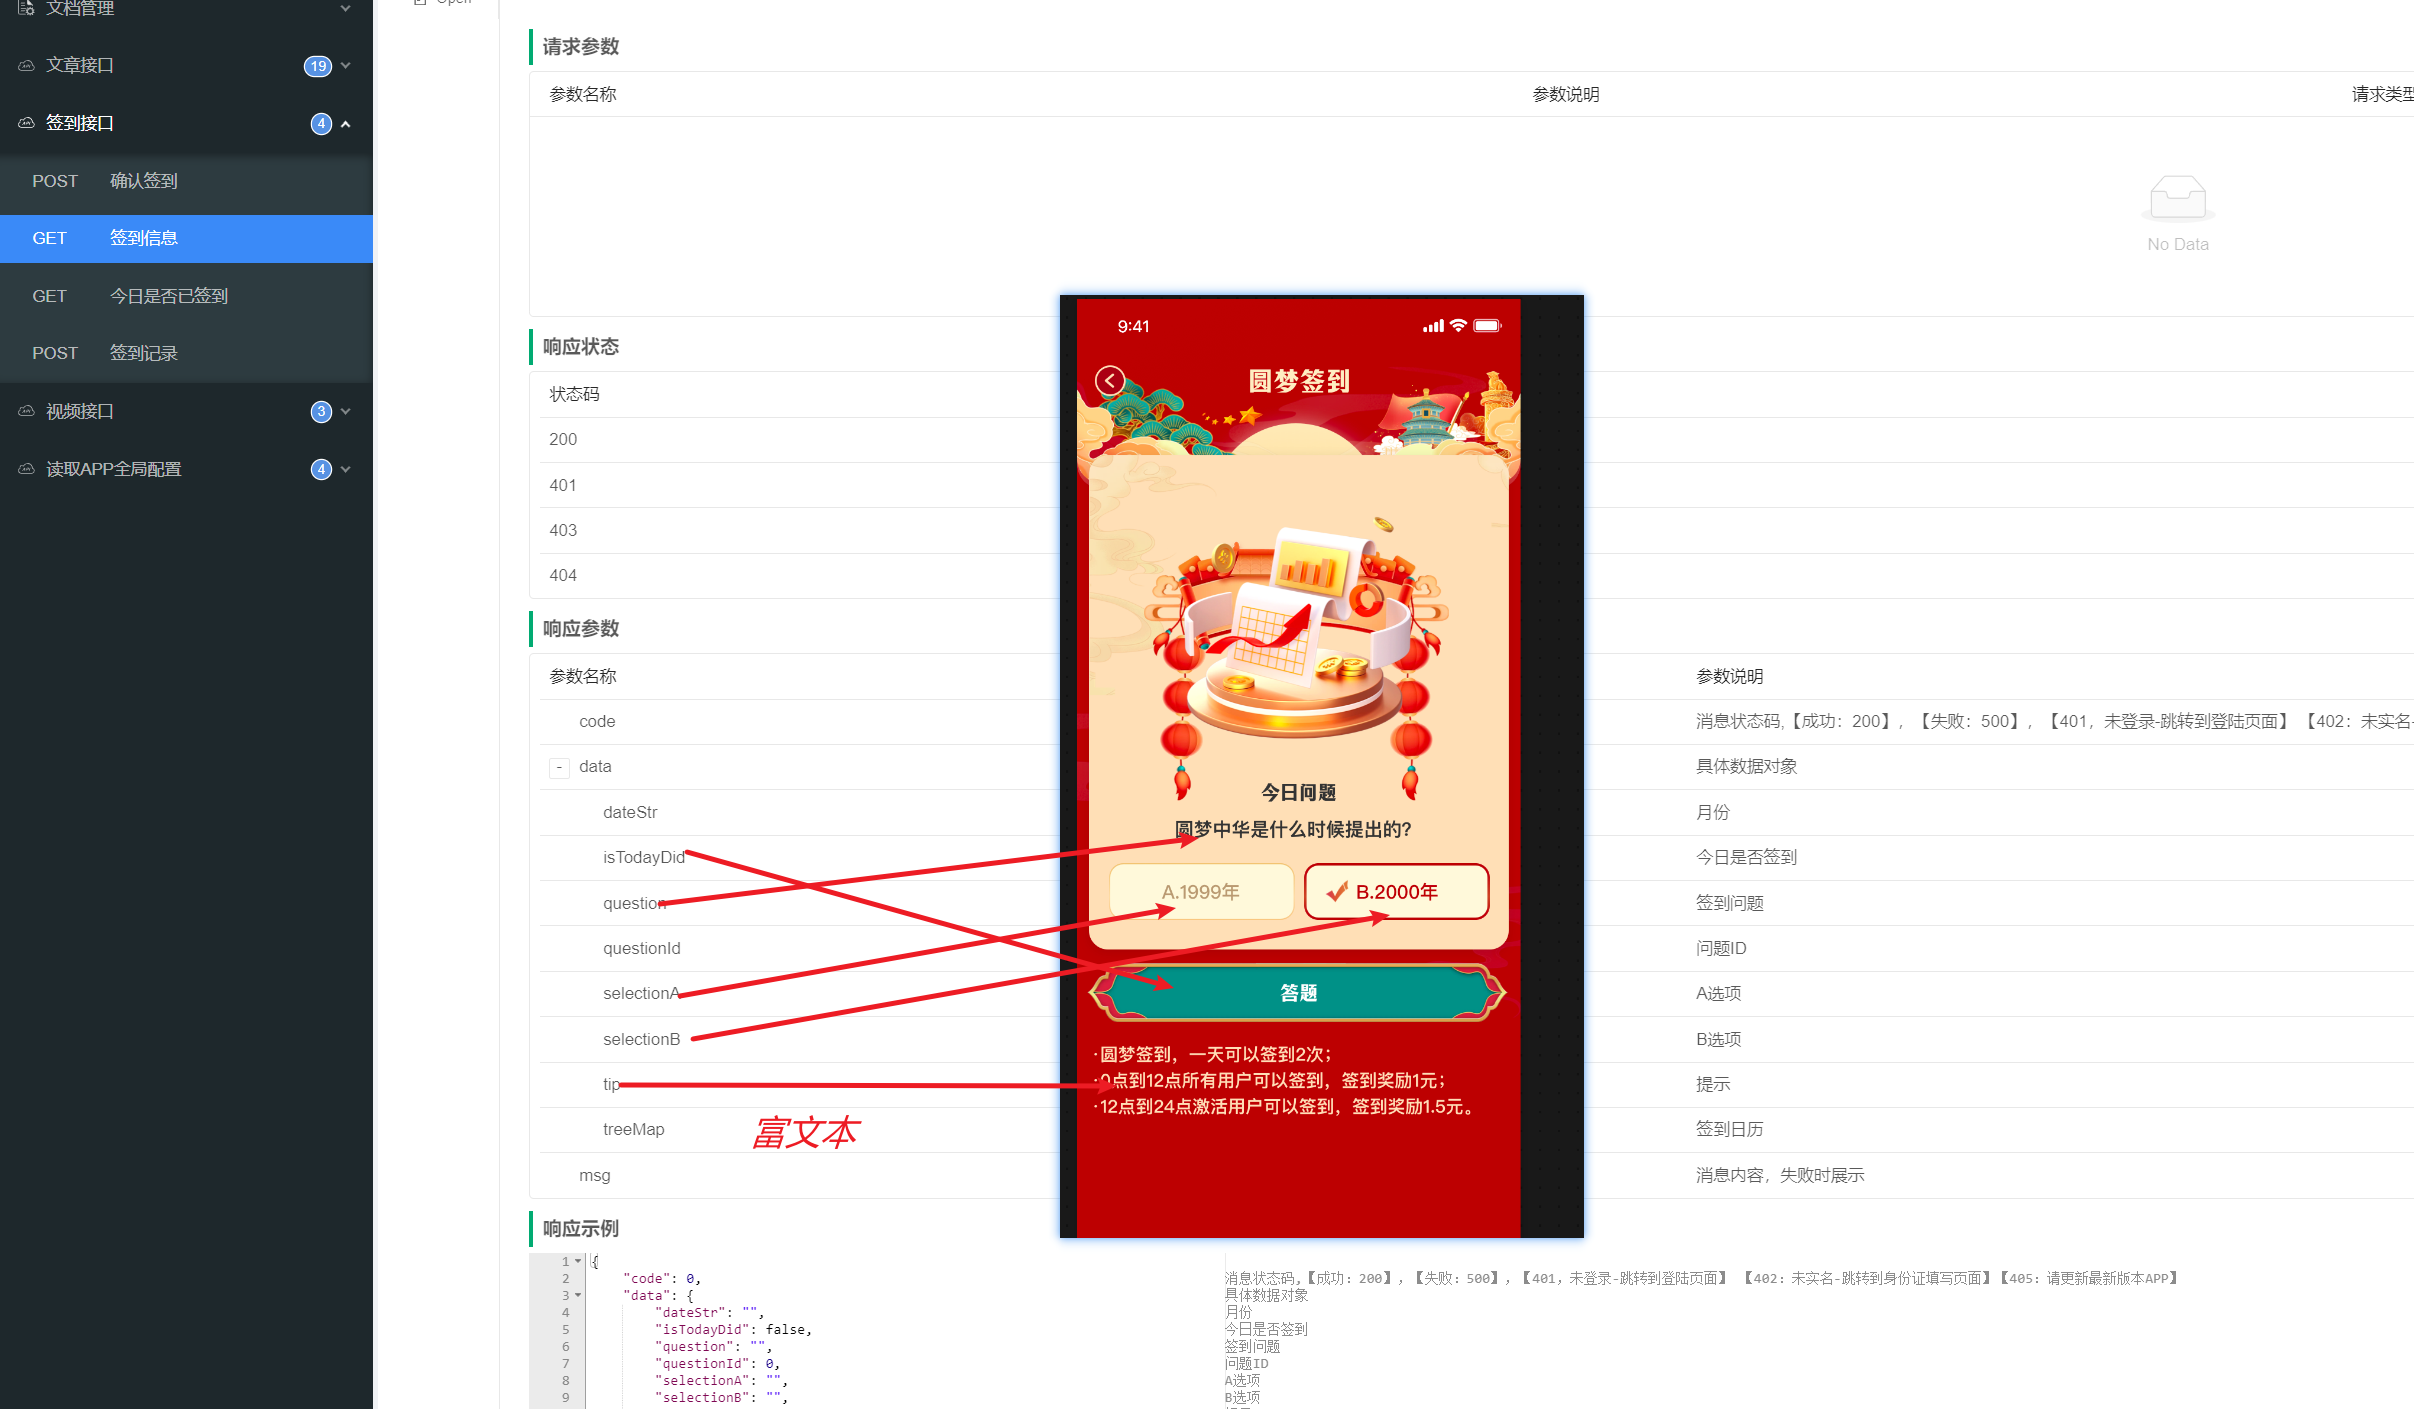 文档管理
Open
文章接口 19
签到接口 4
POST 确认签到
GET 签到信息
GET 今日是否已签到
POST 签到记录
视频接口 3
读取APP全局配置 4
请求参数
参数名称 参数说明 请求类型
No Data
响应状态
状态码
200
401
403
404
响应参数
参数名称 参数说明
code 消息状态码,【成功：200】，【失败：500】，【401，未登录-跳转到登陆页面】 【402：未实名-
- data 具体数据对象
dateStr 月份
isTodayDid 今日是否签到
question 签到问题
questionId 问题ID
selectionA A选项
selectionB B选项
tip 提示
treeMap 签到日历
富文本
msg 消息内容，失败时展示
9:41
圆梦签到
今日问题
圆梦中华是什么时候提出的?
A.1999年 B.2000年
答题
·圆梦签到，一天可以签到2次；
·0点到12点所有用户可以签到，签到奖励1元；
·12点到24点激活用户可以签到，签到奖励1.5元。
响应示例
1 {
2 "code": 0, 消息状态码,【成功：200】，【失败：500】，【401，未登录-跳转到登陆页面】 【402：未实名-跳转到身份证填写页面】【405：请更新最新版本APP】
3 "data": { 具体数据对象
4 "dateStr": "", 月份
5 "isTodayDid": false, 今日是否签到
6 "question": "", 签到问题
7 "questionId": 0, 问题ID
8 "selectionA": "", A选项
9 "selectionB": "", B选项